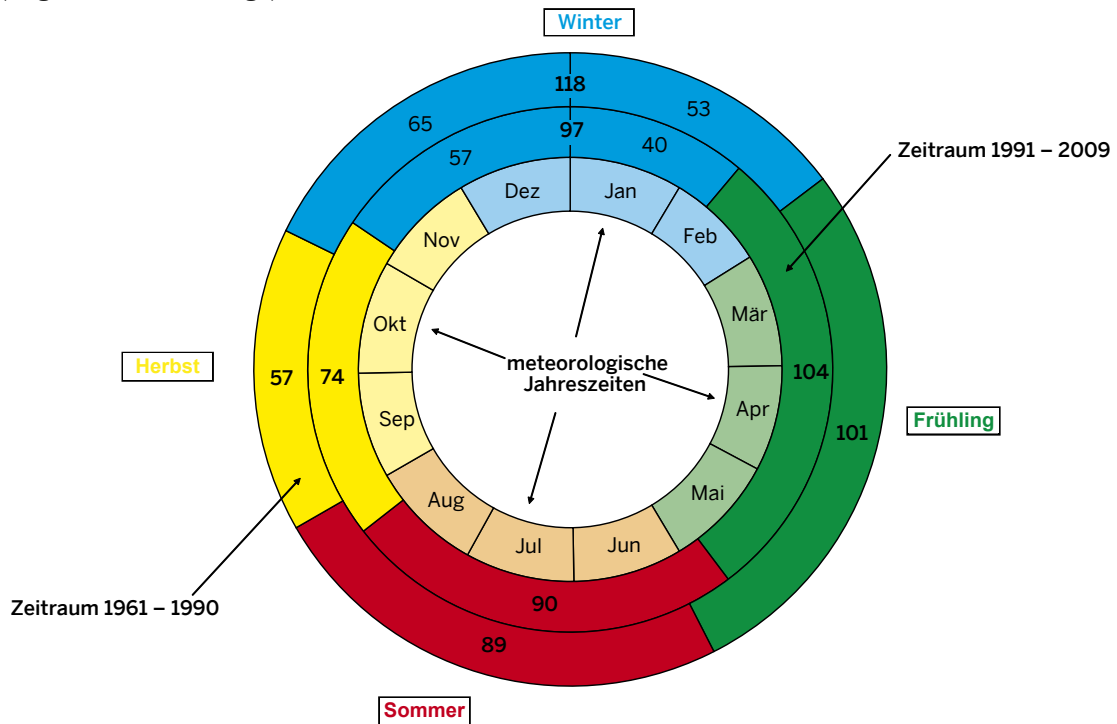 Winter
118
53
65
97
40
57
Zeitraum 1991 – 2009
Dez
Jan
Nov
Feb
Mär
Okt
meteorologische
Jahreszeiten
Herbst
57
74
104
Apr
Sep
Frühling
101
Mai
Aug
Jul
Jun
Zeitraum 1961 – 1990
90
89
Sommer